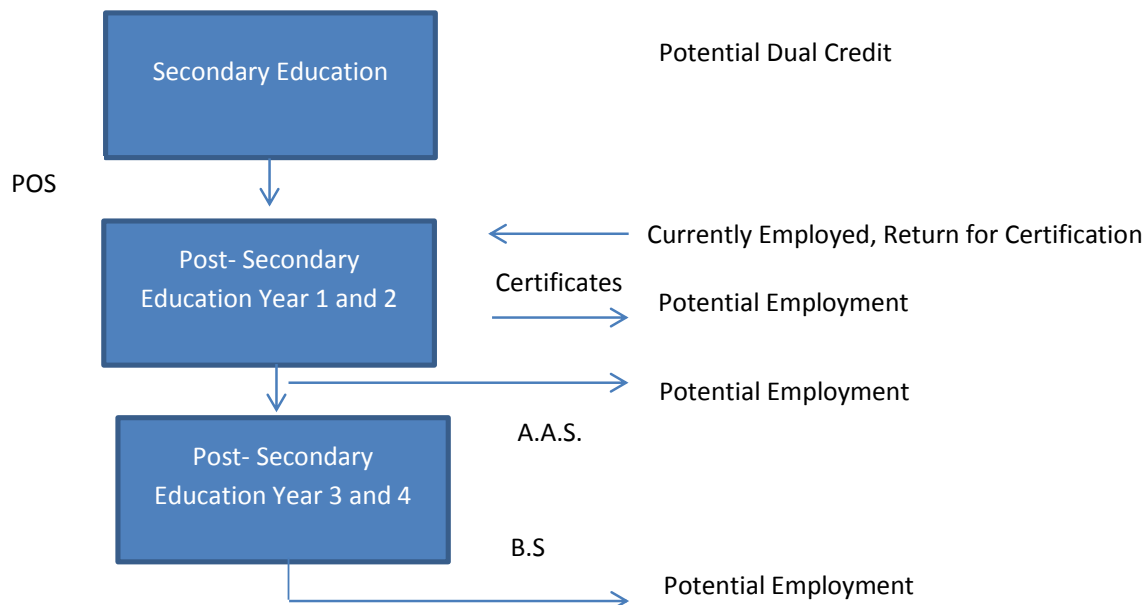 Secondary Education
Potential Dual Credit
POS
Post- Secondary
Education Year 1 and 2
Currently Employed, Return for Certification
Certificates
Potential Employment
Potential Employment
A.A.S.
Post- Secondary
Education Year 3 and 4
B.S
Potential Employment